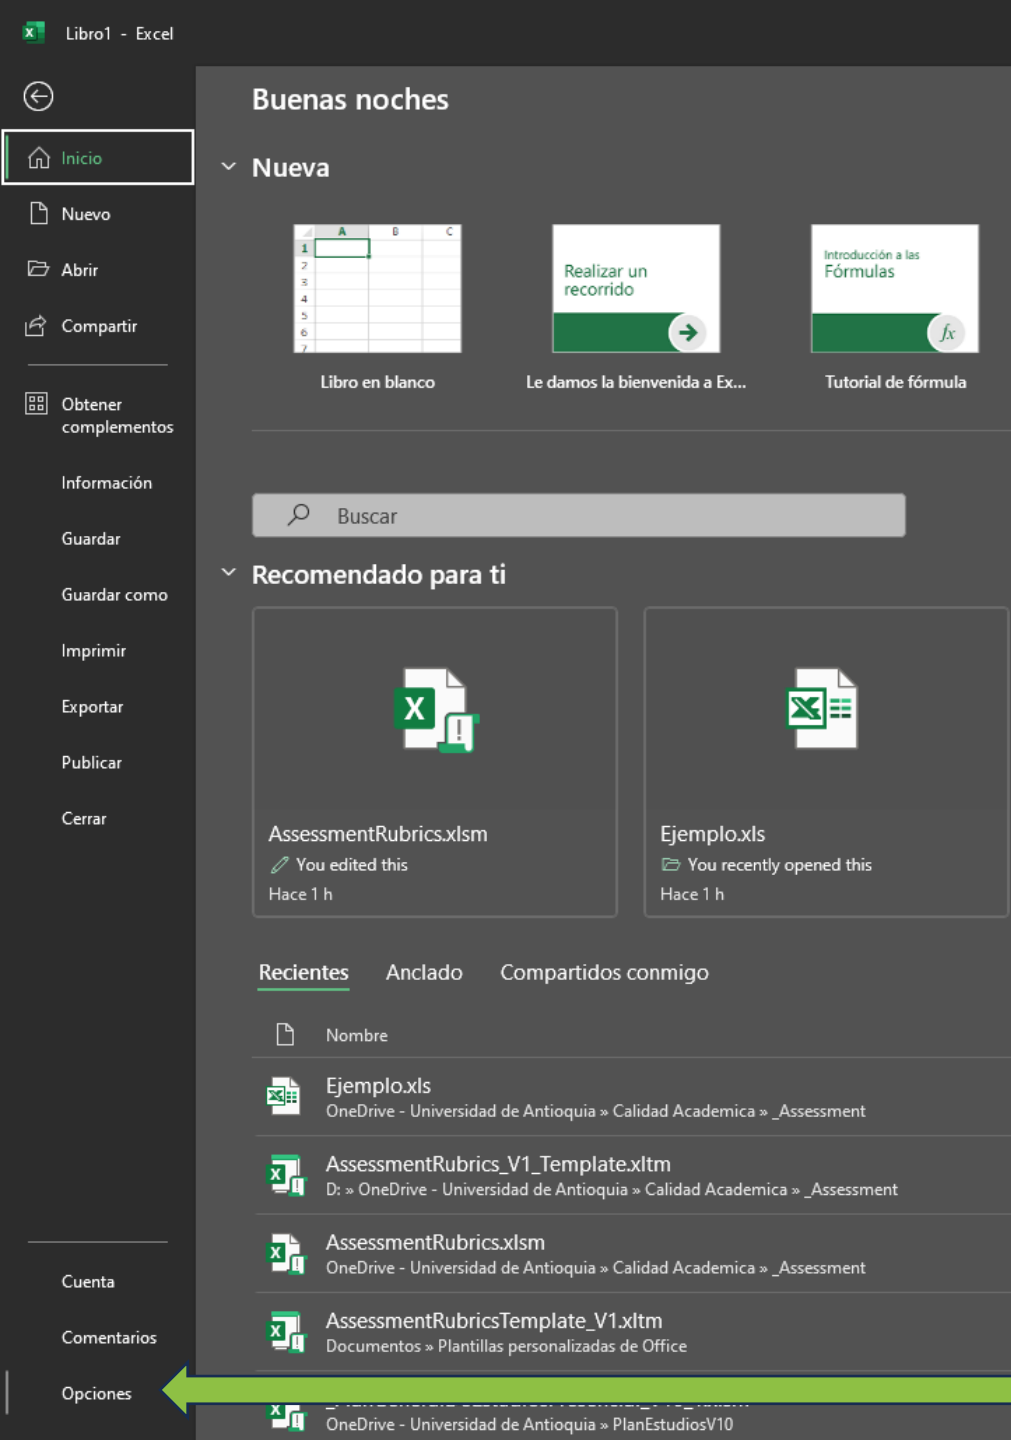 Libro1 - Excel
Buenas noches
Inicio
Nuevo
Abrir
Compartir
Obtener
complementos
Información
Guardar
Guardar como
Imprimir
Exportar
Publicar
Cerrar
Cuenta
Comentarios
Opciones
Nueva
A B C
1
2
3
4
5
6
7
Libro en blanco
Realizar un
recorrido
Le damos la bienvenida a Ex...
Introducción a las
Fórmulas
fx
Tutorial de fórmula
Buscar
Recomendado para ti
AssessmentRubrics.xlsm
You edited this
Hace 1 h
Ejemplo.xls
You recently opened this
Hace 1 h
Recientes Anclado Compartidos conmigo
Nombre
Ejemplo.xls
OneDrive - Universidad de Antioquia » Calidad Academica » _Assessment
AssessmentRubrics_V1_Template.xltm
D: » OneDrive - Universidad de Antioquia » Calidad Academica » _Assessment
AssessmentRubrics.xlsm
OneDrive - Universidad de Antioquia » Calidad Academica » _Assessment
AssessmentRubricsTemplate_V1.xltm
Documentos » Plantillas personalizadas de Office
OneDrive - Universidad de Antioquia » PlanEstudiosV10